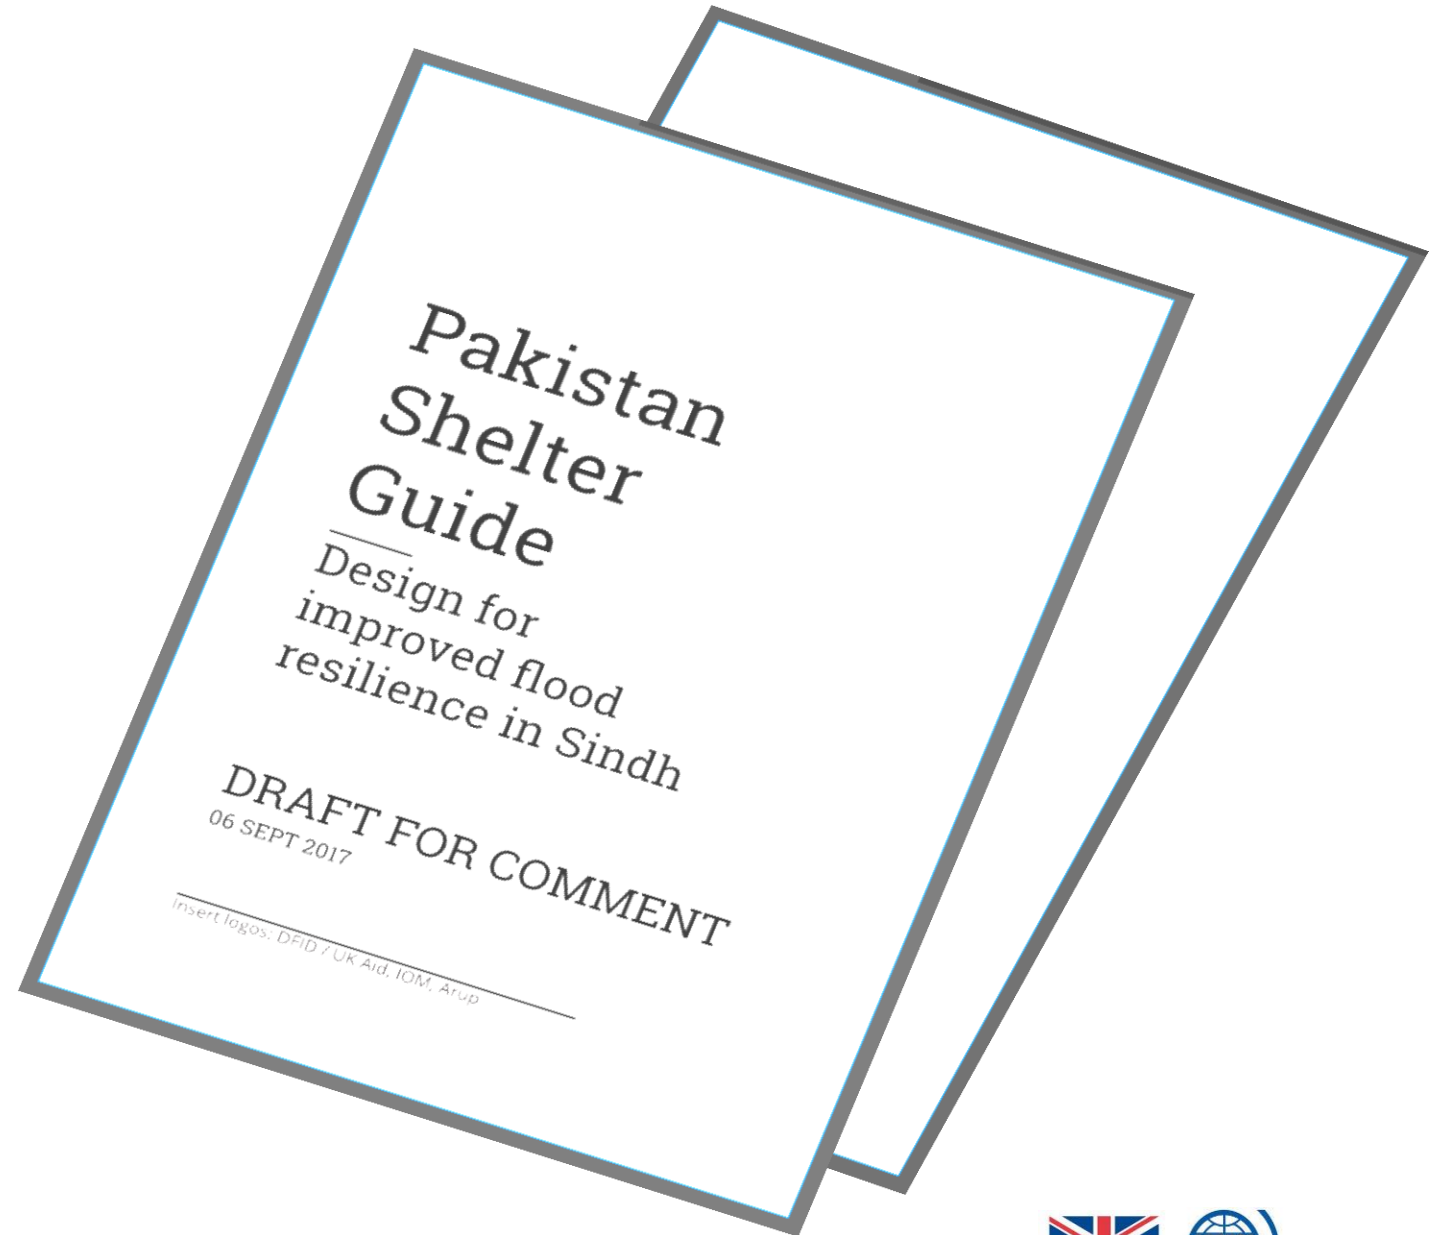 Pakistan
Shelter
Guide
Design for
improved flood
resilience in Sindh
DRAFT FOR COMMENT
06 SEPT 2017
Insert logos: DFiD / UK Aid, IOM, Arup